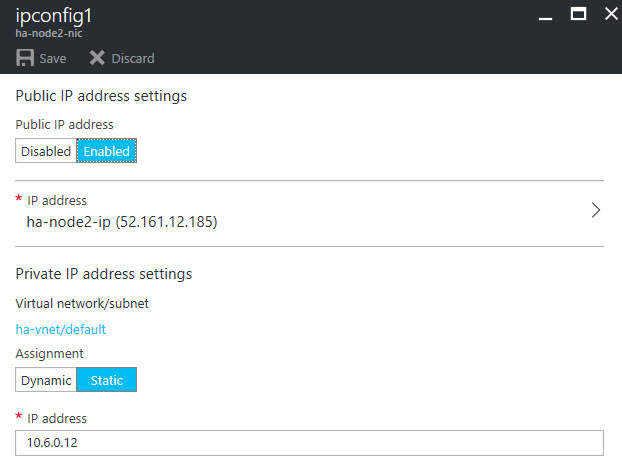 ipconfig1
ha-node2-nic
Save Discard
Public IP address settings
Public IP address
Disabled Enabled
* IP address
ha-node2-ip (52.161.12.185)
Private IP address settings
Virtual network/subnet
ha-vnet/default
Assignment
Dynamic Static
* IP address
10.6.0.12